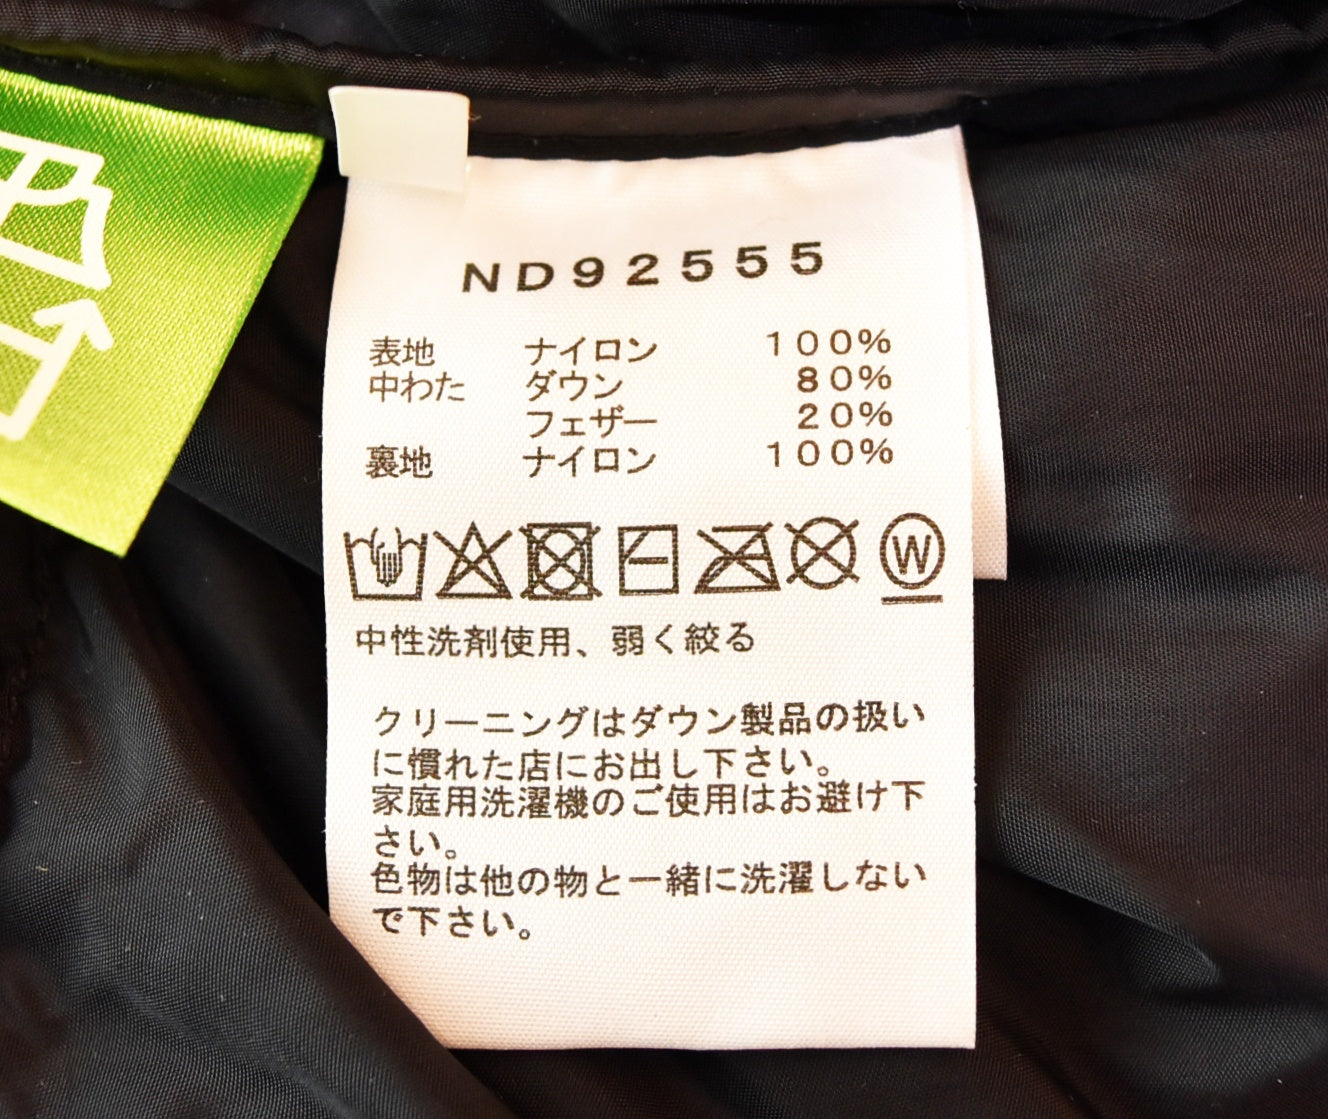 ND92555
表地 ナイロン 100%
中わた ダウン 80%
フェザー 20%
裏地 ナイロン 100%
W
中性洗剤使用、弱く絞る
クリーニングはダウン製品の扱い
に慣れた店にお出し下さい。
家庭用洗濯機のご使用はお避け下
さい。
色物は他の物と一緒に洗濯しない
で下さい。